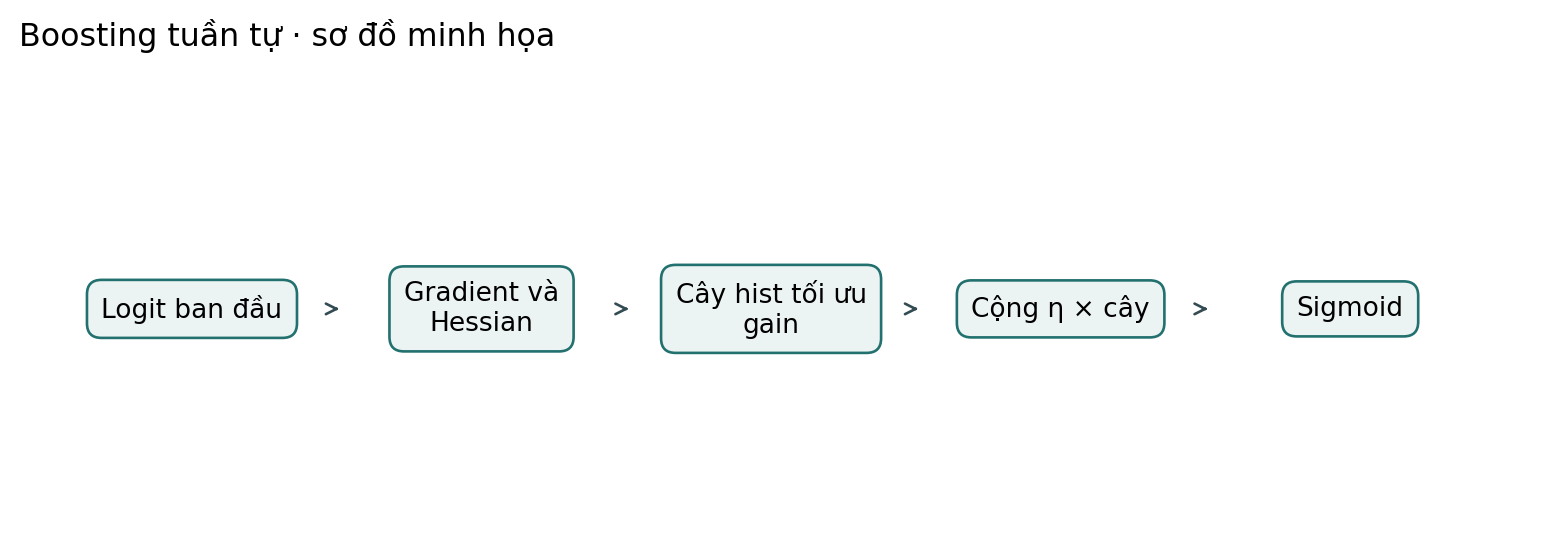 Boosting tuần tự · sơ đồ minh họa
Logit ban đầu
Gradient và
Hessian
Cây hist tối ưu
gain
Cộng η × cây
Sigmoid